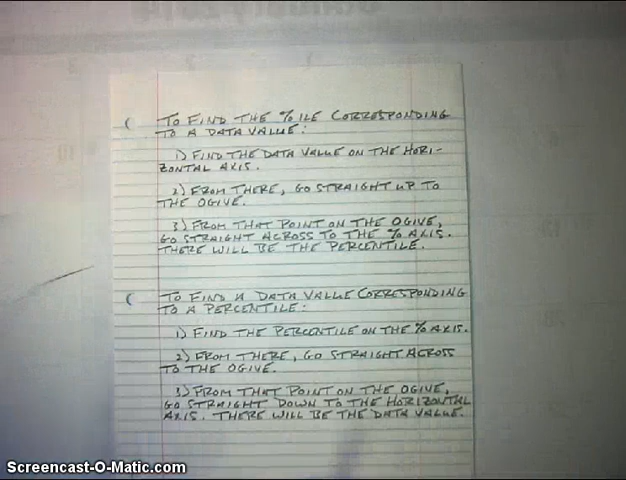 ( TO FIND THE %ILE CORRESPONDING
TO A DATA VALUE:
1) FIND THE DATA VALUE ON THE HORI-
ZONTAL AXIS.
2) FROM THERE, GO STRAIGHT UP TO
THE OGIVE.
3) FROM THAT POINT ON THE OGIVE,
GO STRAIGHT ACROSS TO THE % AXIS.
THERE WILL BE THE PERCENTILE.
( TO FIND A DATA VALUE CORRESPONDING
TO A PERCENTILE:
1) FIND THE PERCENTILE ON THE % AXIS.
2) FROM THERE, GO STRAIGHT ACROSS
TO THE OGIVE.
3) FROM THAT POINT ON THE OGIVE,
GO STRAIGHT DOWN TO THE HORIZONTAL
AXIS. THERE WILL BE THE DATA VALUE.
Screencast-O-Matic.com